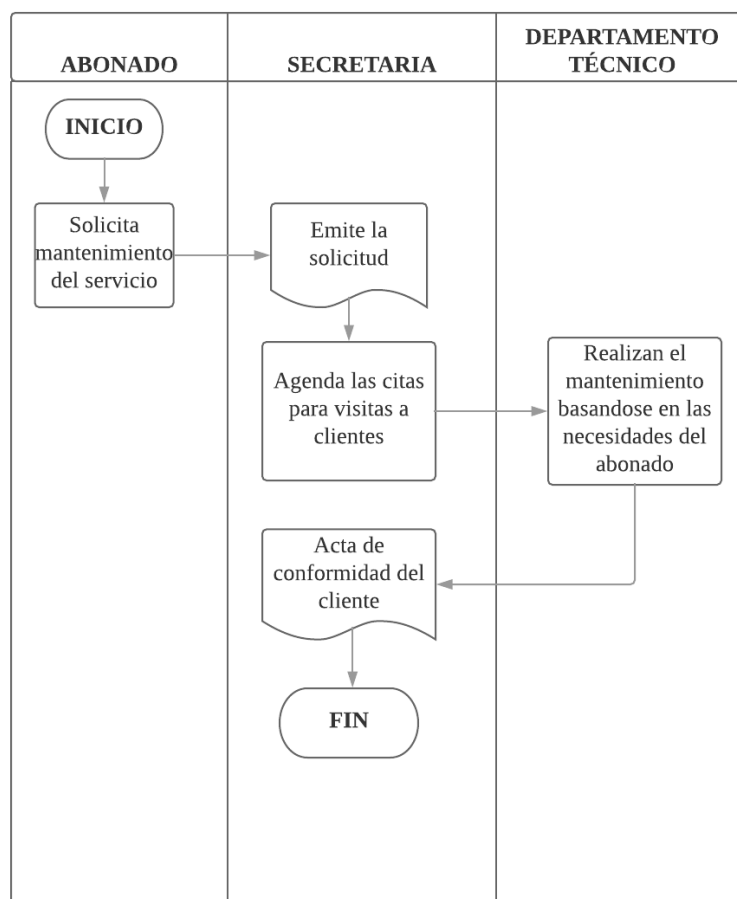 ABONADO
SECRETARIA
DEPARTAMENTO
TÉCNICO
INICIO
Solicita
mantenimiento
del servicio
Emite la
solicitud
Agenda las citas
para visitas a
clientes
Realizan el
mantenimiento
basandose en las
necesidades del
abonado
Acta de
conformidad del
cliente
FIN